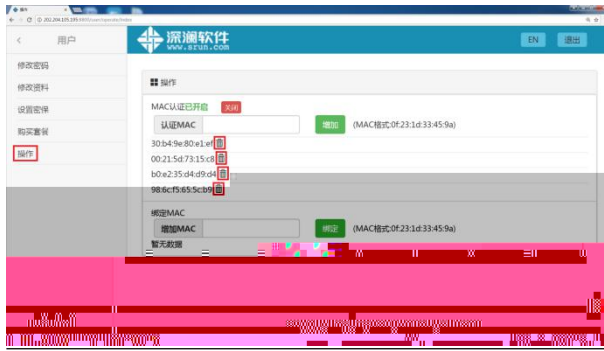 用户
深澜软件
www.srun.com
EN
退出
修改密码
修改资料
设置密保
购买套餐
操作
操作
MAC认证已开启 关闭
认证MAC 增加 (MAC格式:0f:23:1d:33:45:9a)
30:b4:9e:80:e1:ef
00:21:5d:73:15:c8
b0:e2:35:d4:d9:d4
98:6c:f5:65:5c:b9
绑定MAC
增加MAC 绑定 (MAC格式:0f:23:1d:33:45:9a)
暂无数据